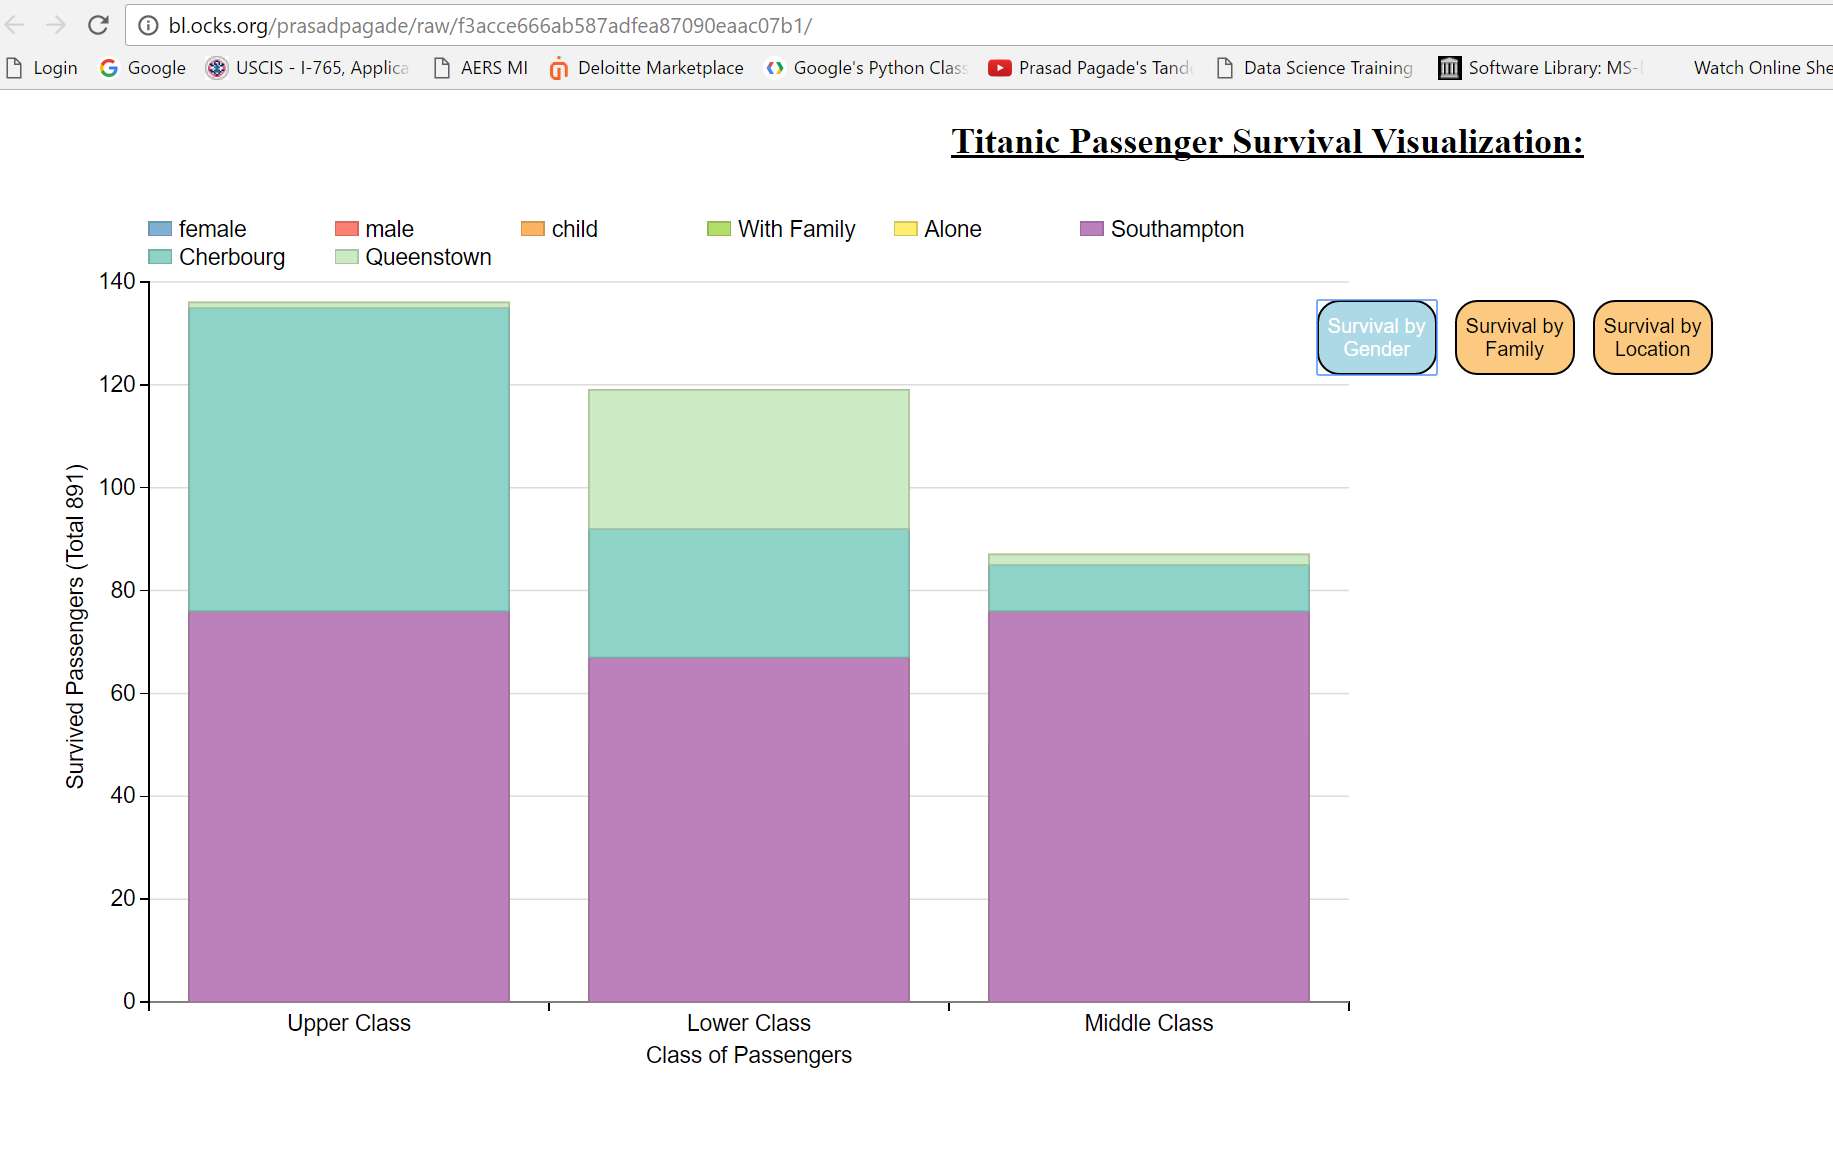 bl.ocks.org/prasadpagade/raw/f3acce666ab587adfea87090eaac07b1/
Login Google USCIS - I-765, Applica AERS MI Deloitte Marketplace Google's Python Class Prasad Pagade's Tande Data Science Training Software Library: MS- Watch Online She
Titanic Passenger Survival Visualization:
female male child With Family Alone Southampton
Cherbourg Queenstown
140
120
100
80
60
40
20
0
Survived Passengers (Total 891)
Survival by
Gender
Survival by
Family
Survival by
Location
Upper Class Lower Class Middle Class
Class of Passengers